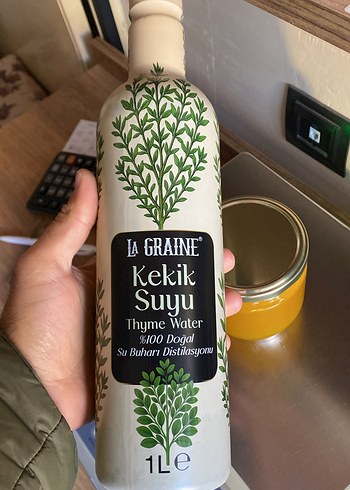 LA GRAINE®
Kekik
Suyu
Thyme Water
%100 Doğal
Su Buharı Distilasyonu
1L e